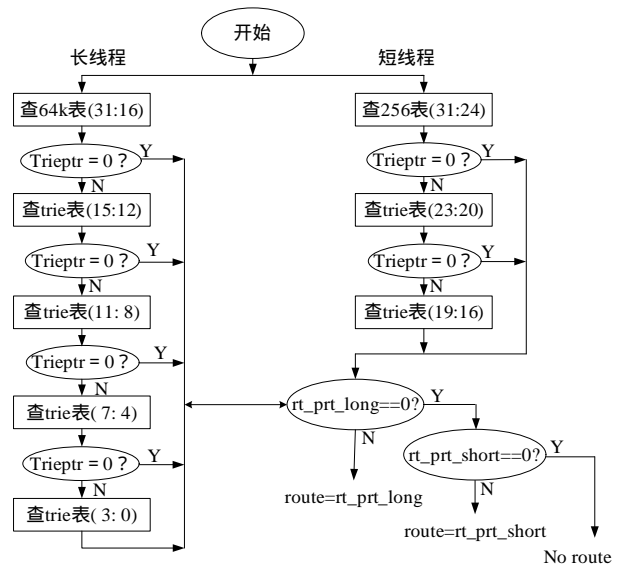 开始
长线程
短线程
查64k表(31:16)
Trieptr = 0 ?
Y
N
查trie表(15:12)
Trieptr = 0 ?
Y
N
查trie表(11: 8)
Trieptr = 0 ?
Y
N
查trie表( 7: 4)
Trieptr = 0 ?
Y
N
查trie表( 3: 0)
查256表(31:24)
Trieptr = 0 ?
Y
N
查trie表(23:20)
Trieptr = 0 ?
Y
N
查trie表(19:16)
rt_prt_long==0?
Y
N
route=rt_prt_long
rt_prt_short==0?
Y
N
route=rt_prt_short
No route